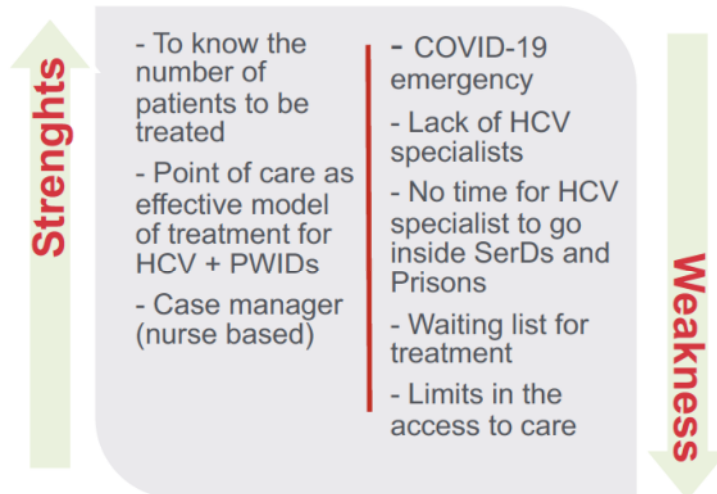 Strenghts
- To know the
number of
patients to be
treated
- Point of care as
effective model
of treatment for
HCV + PWIDs
- Case manager
(nurse based)
- COVID-19
emergency
- Lack of HCV
specialists
- No time for HCV
specialist to go
inside SerDs and
Prisons
- Waiting list for
treatment
- Limits in the
access to care
Weakness